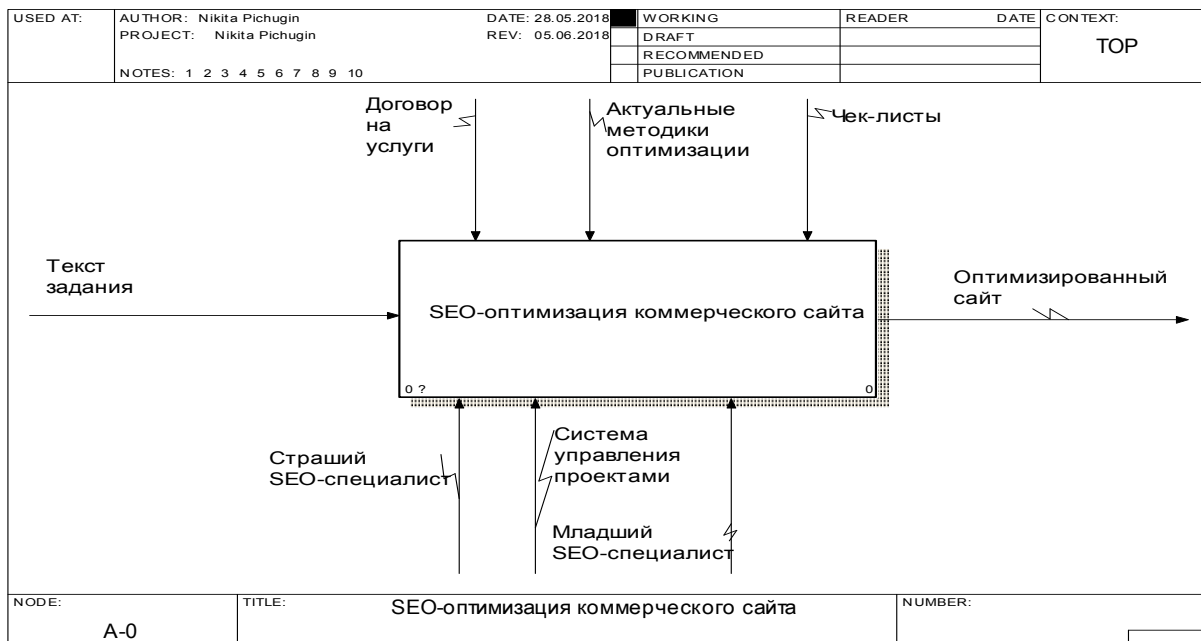 USED AT:
AUTHOR: Nikita Pichugin
DATE: 28.05.2018
PROJECT: Nikita Pichugin
REV: 05.06.2018
NOTES: 1 2 3 4 5 6 7 8 9 10
WORKING
DRAFT
RECOMMENDED
PUBLICATION
READER
DATE
CONTEXT:
TOP
Договор
на
услуги
Актуальные
методики
оптимизации
Чек-листы
Текст
задания
SEO-оптимизация коммерческого сайта
0 ?
0
Оптимизированный
сайт
Страший
SEO-специалист
Система
управления
проектами
Младший
SEO-специалист
NODE:
A-0
TITLE:
SEO-оптимизация коммерческого сайта
NUMBER: